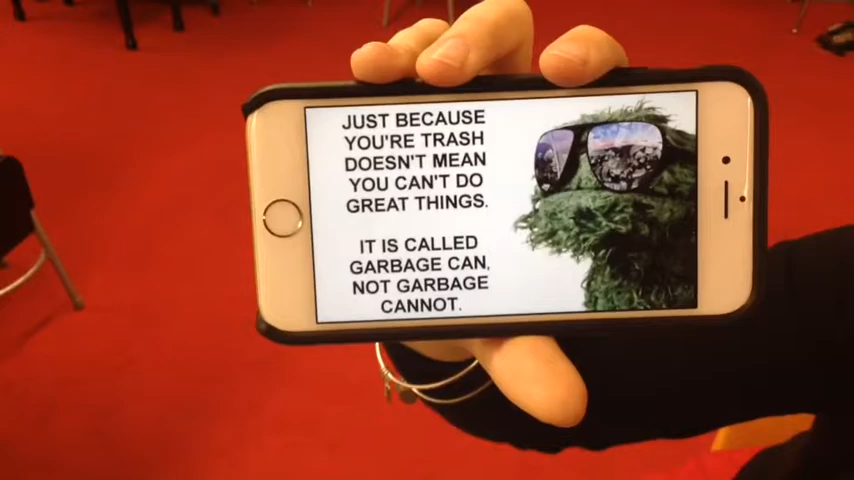 JUST BECAUSE
YOU'RE TRASH
DOESN'T MEAN
YOU CAN'T DO
GREAT THINGS.
IT IS CALLED
GARBAGE CAN,
NOT GARBAGE
CANNOT.